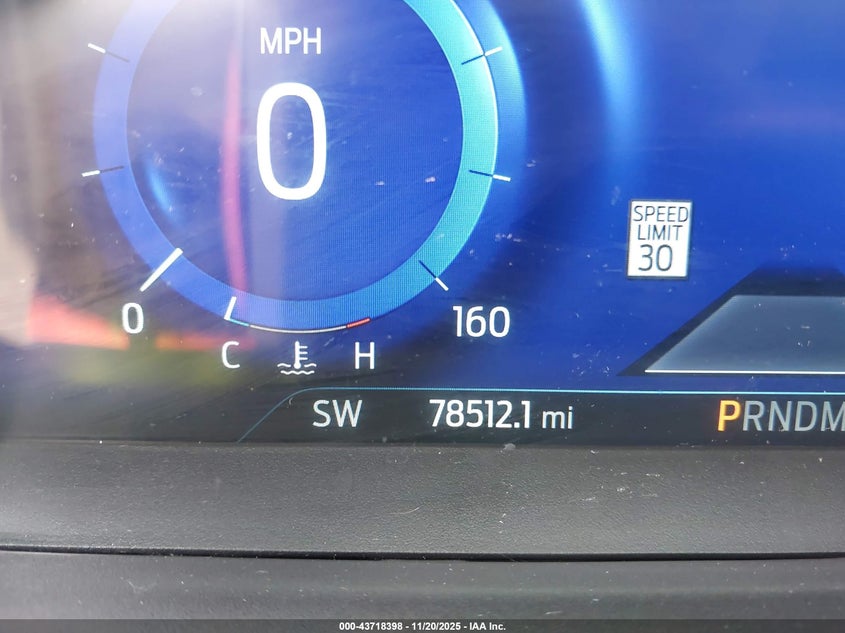 MPH
0
SPEED
LIMIT
30
0
160
C
H
SW
78512.1 mi
PRNDM
000-43718398 - 11/20/2025 - IAA Inc.